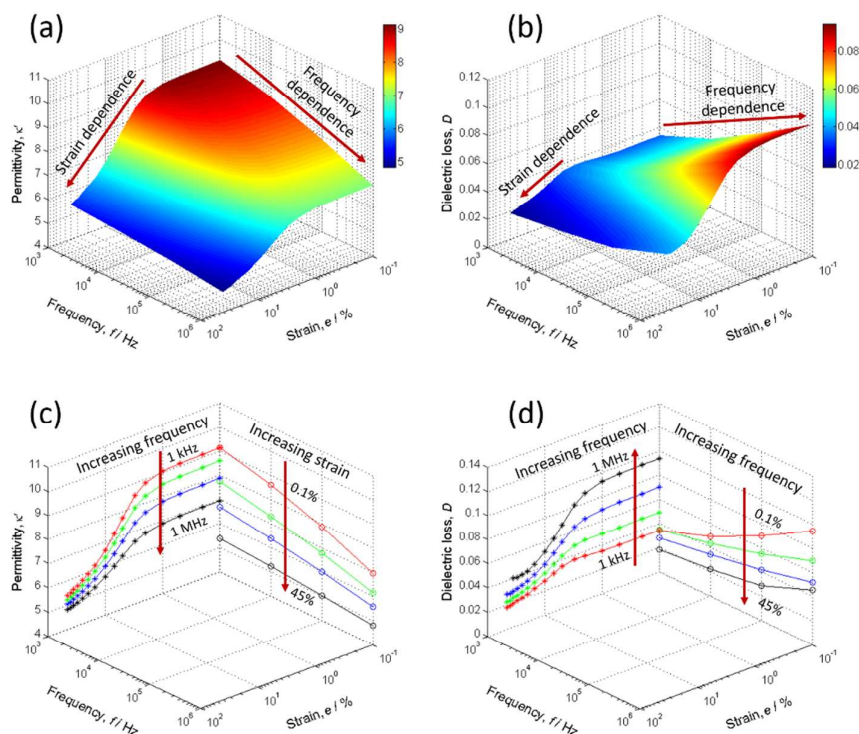 (a)
Strain dependence
Frequency
dependence
Permittivity, κ'
11
10
9
8
7
6
5
4
10³
10⁴
10⁵
10⁶
Frequency, f / Hz
10²
10¹
10⁰
10⁻¹
Strain, e / %
9
8
7
6
5
(b)
Strain dependence
Frequency
dependence
Dielectric loss, D
0.12
0.1
0.08
0.06
0.04
0.02
0
10³
10⁴
10⁵
10⁶
Frequency, f / Hz
10²
10¹
10⁰
10⁻¹
Strain, e / %
0.08
0.06
0.04
0.02
(c)
Increasing frequency
Increasing strain
1 kHz
1 MHz
0.1%
45%
Permittivity, κ'
11
10
9
8
7
6
5
4
10³
10⁴
10⁵
10⁶
Frequency, f / Hz
10²
10¹
10⁰
10⁻¹
Strain, e / %
(d)
Increasing frequency
Increasing frequency
1 MHz
1 kHz
0.1%
45%
Dielectric loss, D
0.14
0.12
0.1
0.08
0.06
0.04
0.02
0
10³
10⁴
10⁵
10⁶
Frequency, f / Hz
10²
10¹
10⁰
10⁻¹
Strain, e / %